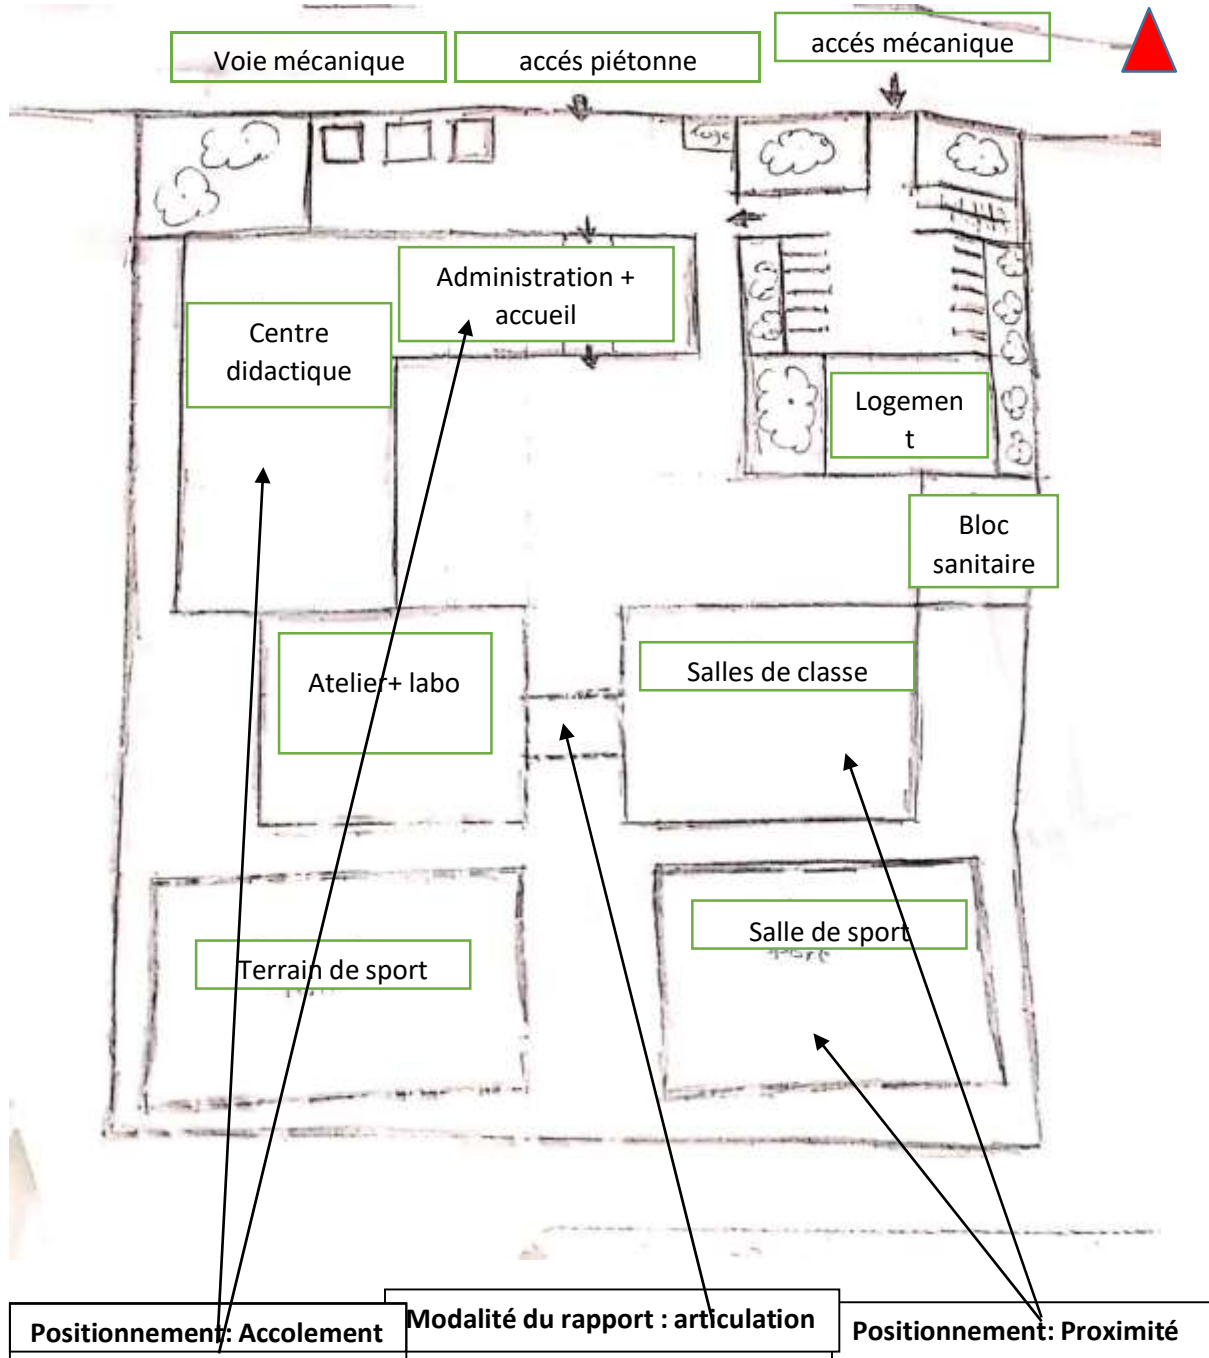 Voie mécanique
accés piétonne
accés mécanique
loge
Administration +
accueil
Centre
didactique
Logemen
t
Bloc
sanitaire
Atelier+ labo
Salles de classe
Salle de sport
Terrain de sport
Positionnement: Accolement
Modalité du rapport : articulation
Positionnement: Proximité